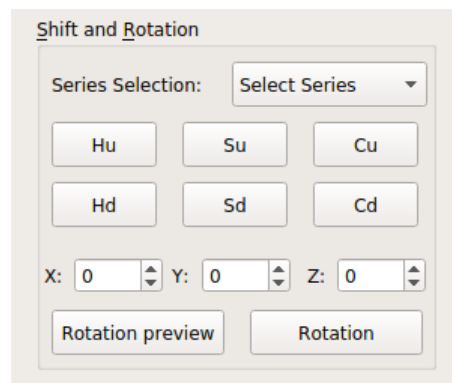 Shift and Rotation
Series Selection: Select Series
Hu Su Cu
Hd Sd Cd
X: 0 Y: 0 Z: 0
Rotation preview Rotation